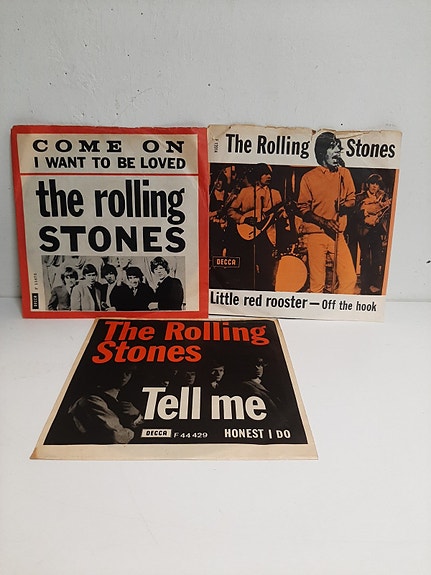 COME ON
I WANT TO BE LOVED
the rolling
STONES
DECCA
The Rolling Stones
DECCA
Little red rooster — Off the hook
The Rolling
Stones
Tell me
DECCA F 44 429
HONEST I DO